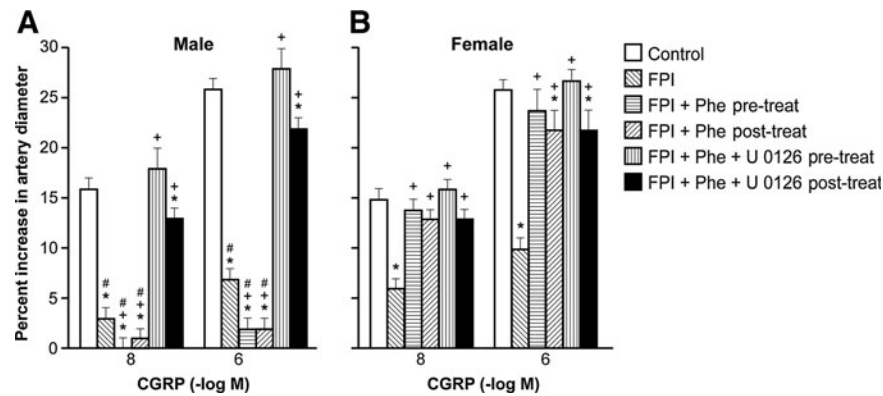 A
B
Male
Female
Percent increase in artery diameter
30
25
20
15
10
5
0
# *
# + *
# + *
+
+ *
# *
# + *
# + *
+
+ *
8
6
CGRP (-log M)
*
+
+
+
+
*
+
+ *
+
+ *
8
6
CGRP (-log M)
Control
FPI
FPI + Phe pre-treat
FPI + Phe post-treat
FPI + Phe + U 0126 pre-treat
FPI + Phe + U 0126 post-treat